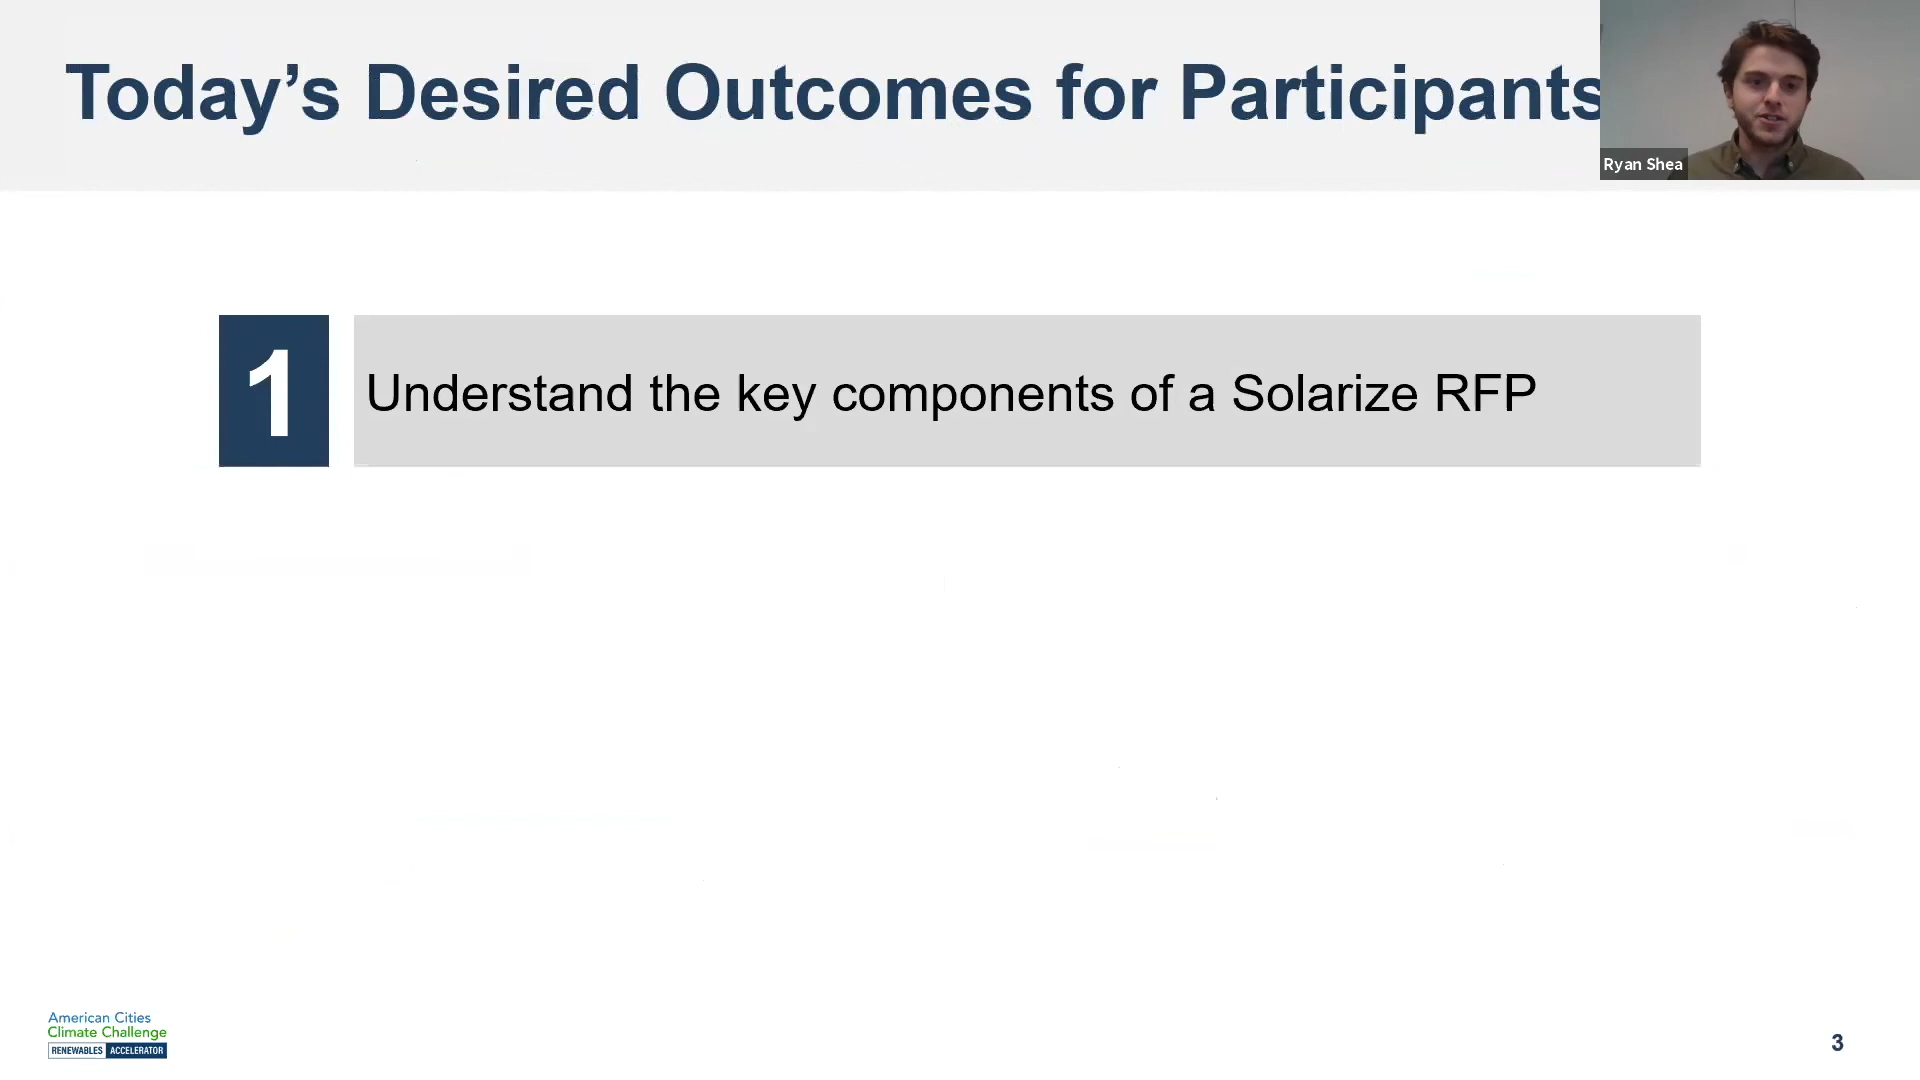 Today’s Desired Outcomes for Participants
Ryan Shea
1
Understand the key components of a Solarize RFP
American Cities
Climate Challenge
RENEWABLES ACCELERATOR
3